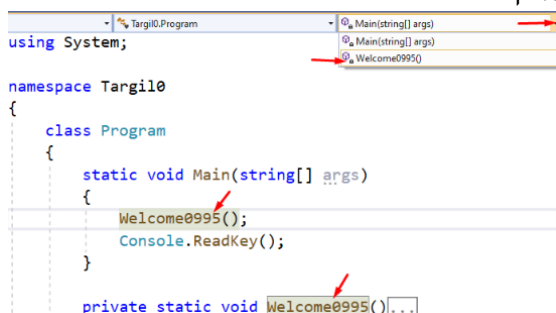 Targil0.Program
Main(string[] args)
Main(string[] args)
Welcome0995()
using System;
namespace Targil0
{
class Program
{
static void Main(string[] args)
{
Welcome0995();
Console.ReadKey();
}
private static void Welcome0995()...